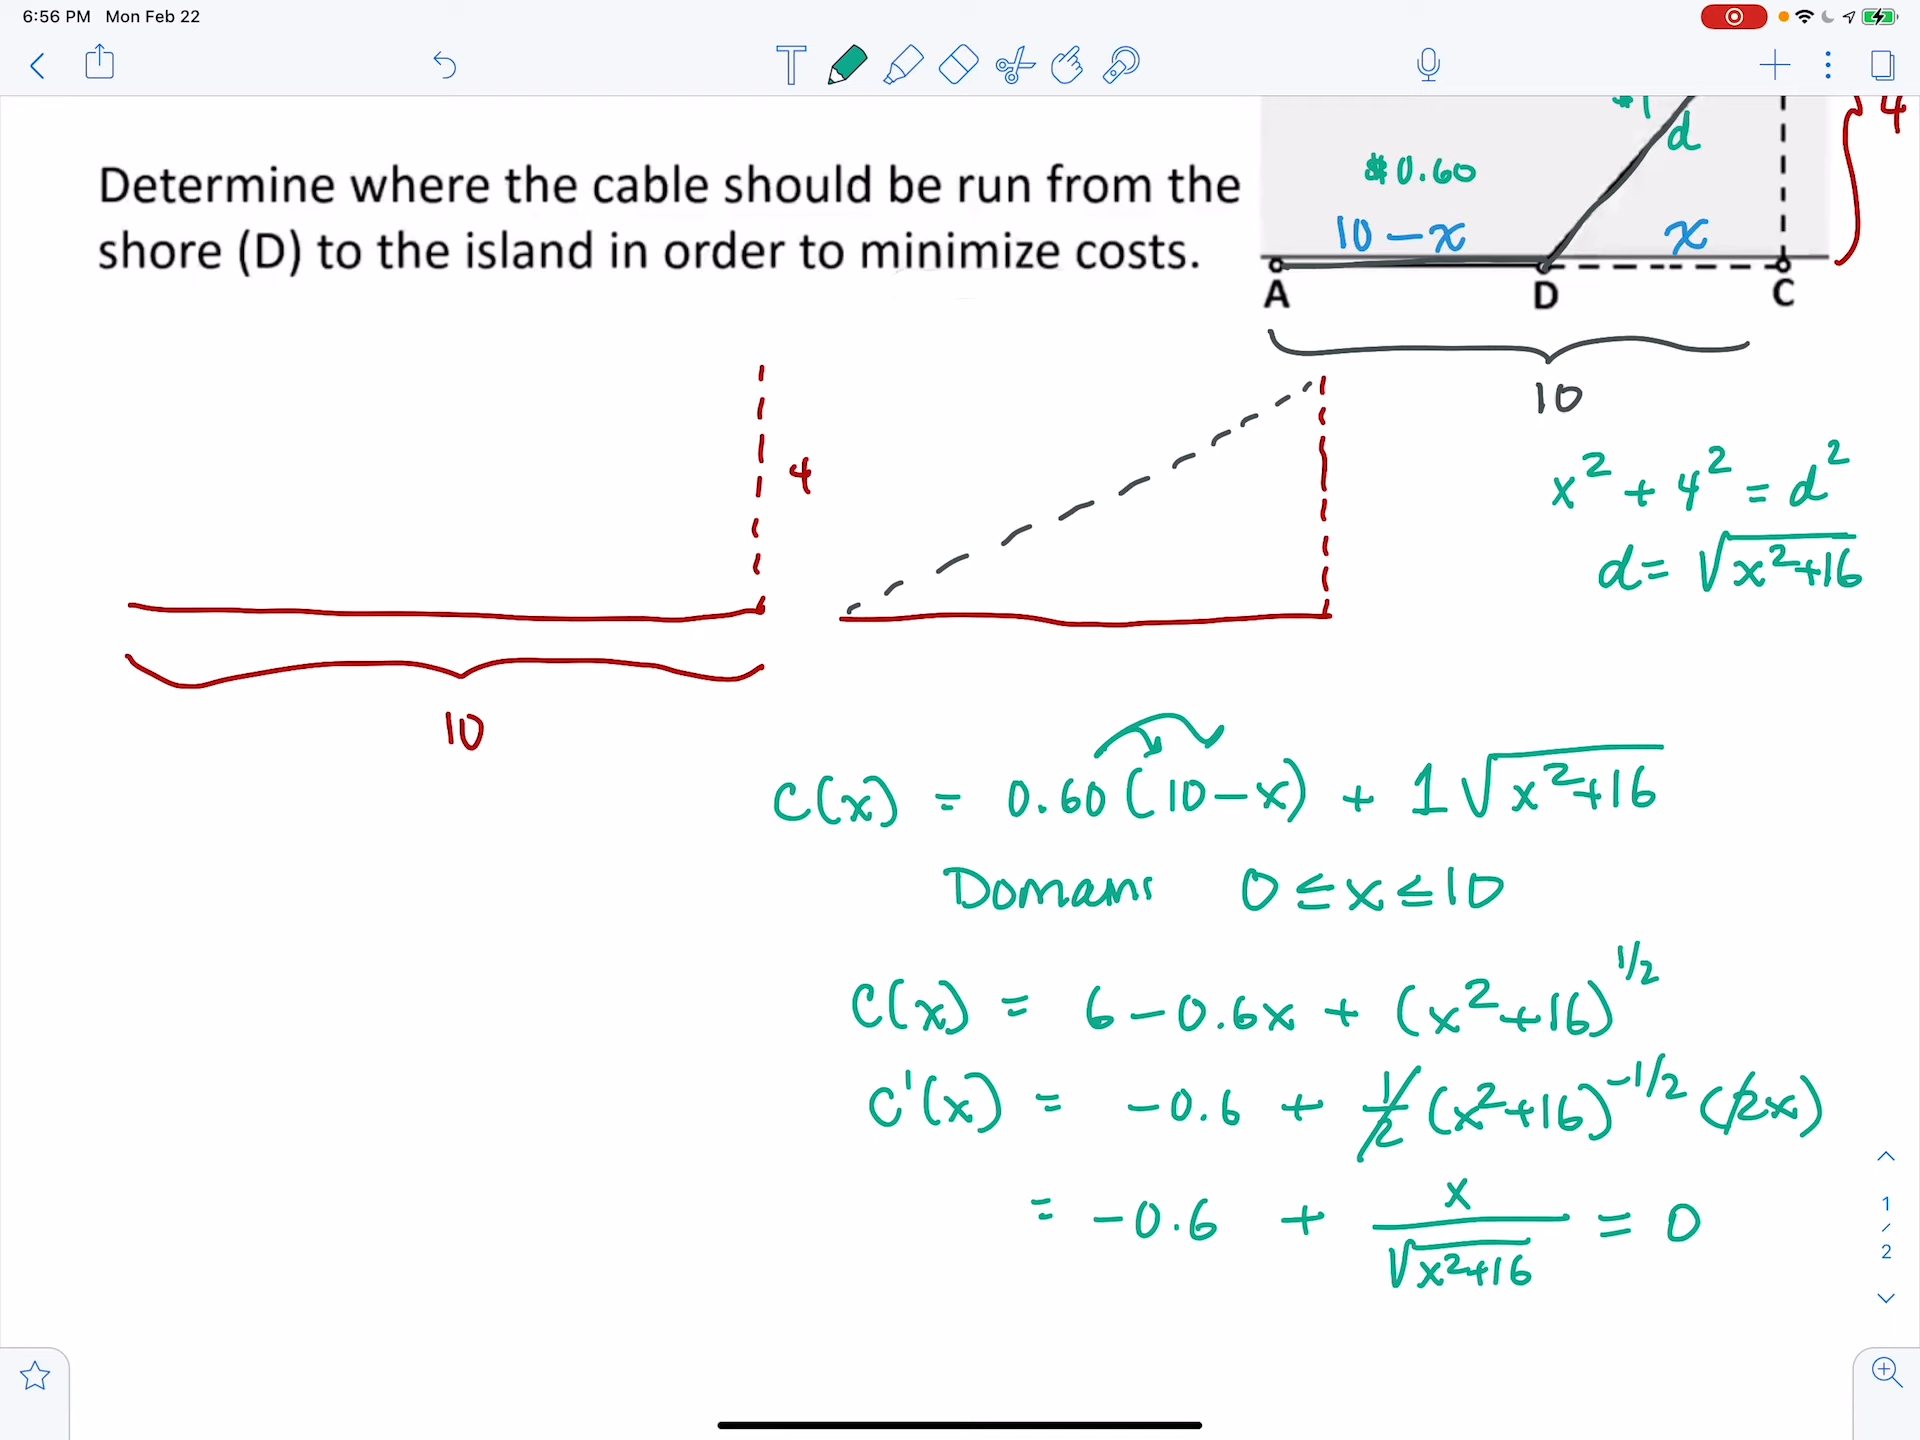 6:56 PM Mon Feb 22
$1
4
d
Determine where the cable should be run from the
shore (D) to the island in order to minimize costs.
$0.60
10-x
x
A
D
C
10
4
10
x² + 4² = d²
d = √(x²+16)
C(x) = 0.60(10-x) + 1√(x²+16)
0 ≤ x ≤ 10
C(x) = 6 - 0.6x + (x²+16)^1/2
C'(x) = -0.6 + 1/2 (x²+16)^-1/2 (2x)
= -0.6 + x/√(x²+16) = 0
1
/
2